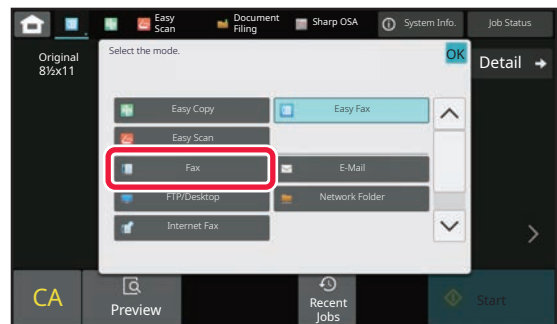 Easy
Scan
Document
Filing
Sharp OSA
System Info.
Job Status
Original
8½x11
Select the mode.
OK
Detail
Easy Copy
Easy Fax
Easy Scan
Fax
E-Mail
FTP/Desktop
Network Folder
Internet Fax
CA
Preview
Recent
Jobs
Start